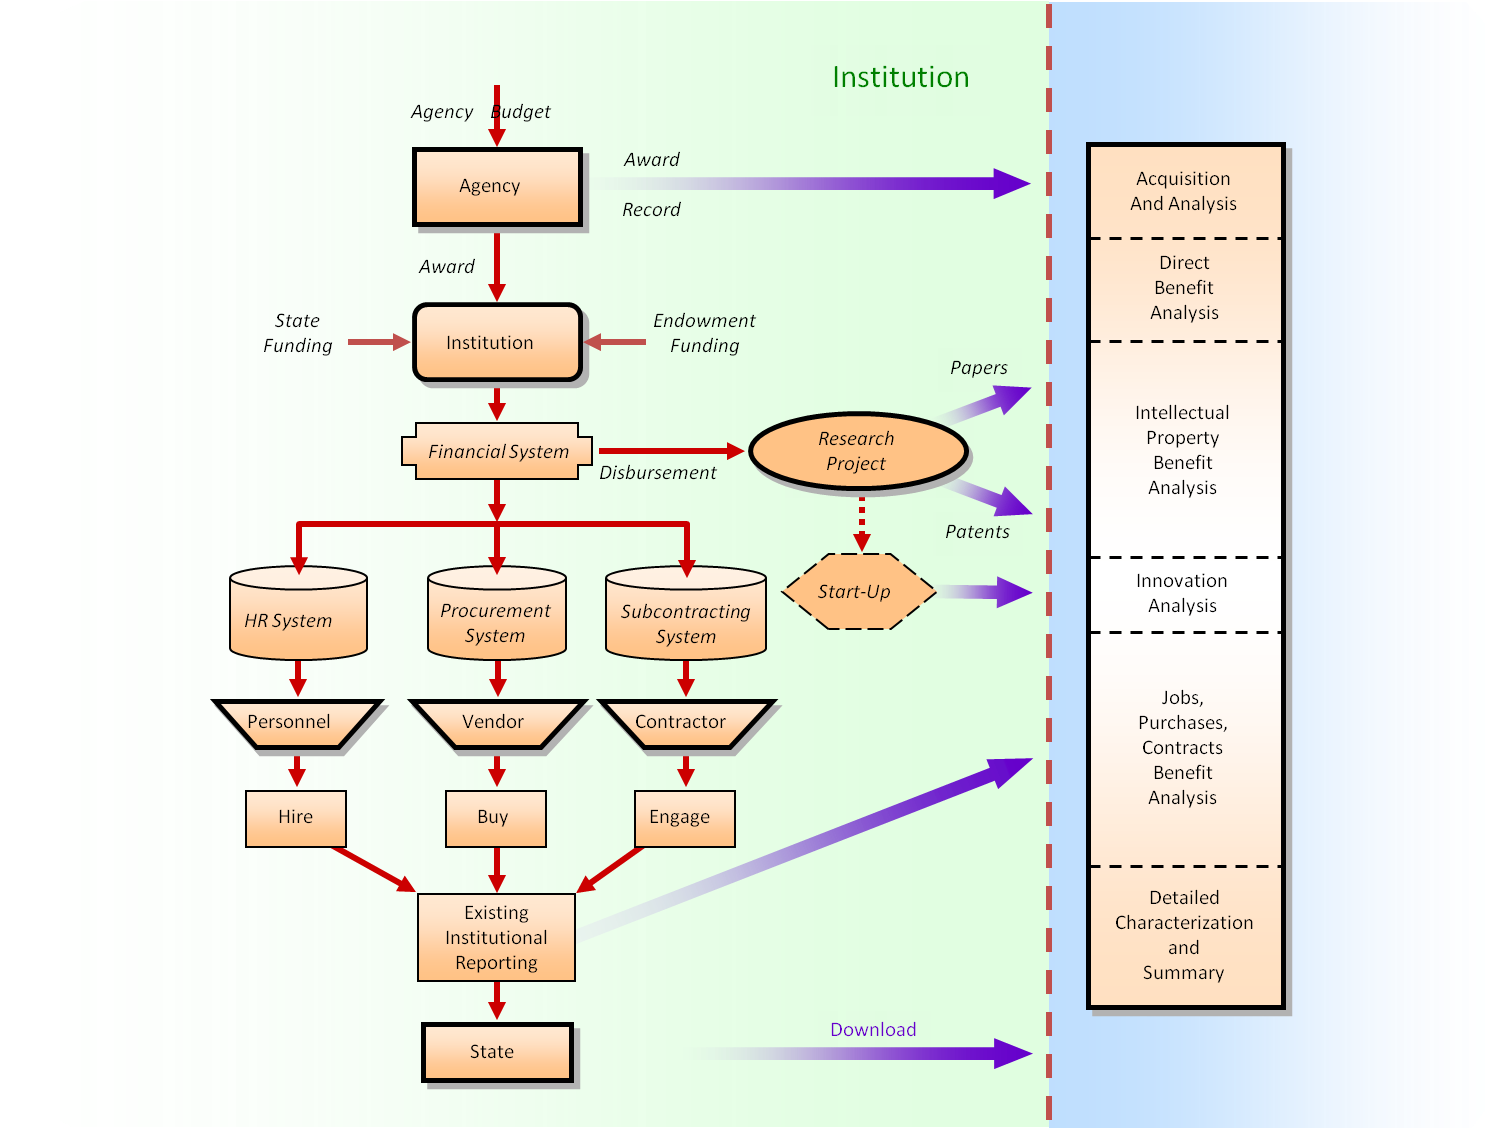 Institution
Agency Budget
Agency
Award
Record
Award
State
Funding
Institution
Endowment
Funding
Financial System
Disbursement
Research
Project
Papers
Patents
Start-Up
HR System
Procurement
System
Subcontracting
System
Personnel
Vendor
Contractor
Hire
Buy
Engage
Existing
Institutional
Reporting
State
Download
Acquisition
And Analysis
Direct
Benefit
Analysis
Intellectual
Property
Benefit
Analysis
Innovation
Analysis
Jobs,
Purchases,
Contracts
Benefit
Analysis
Detailed
Characterization
and
Summary